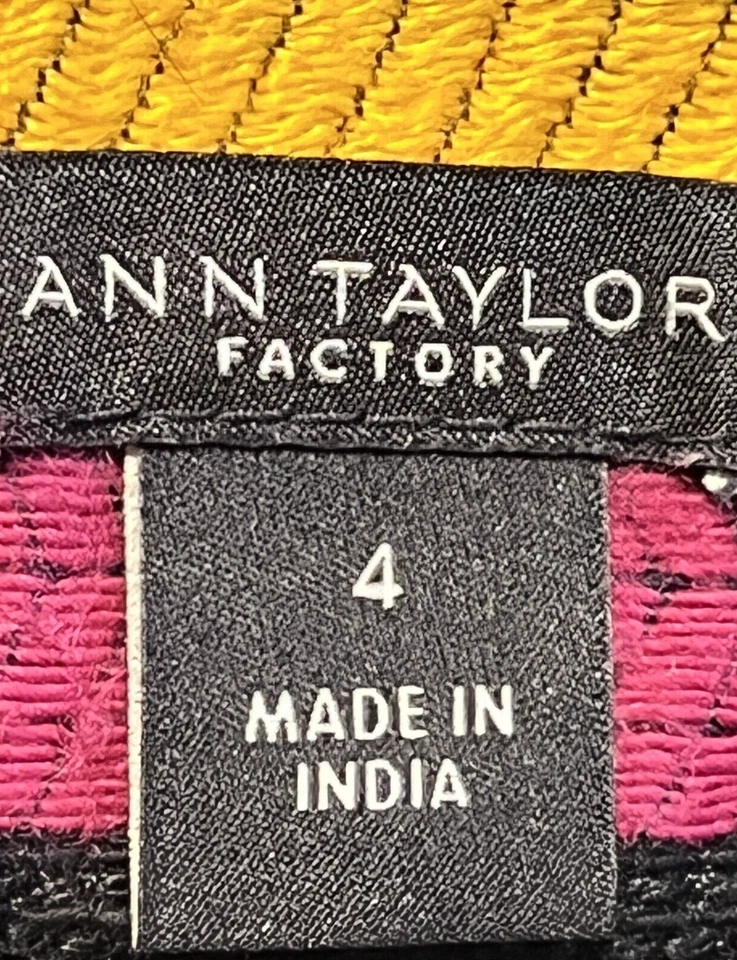 ANN TAYLOR
FACTORY
4
MADE IN
INDIA